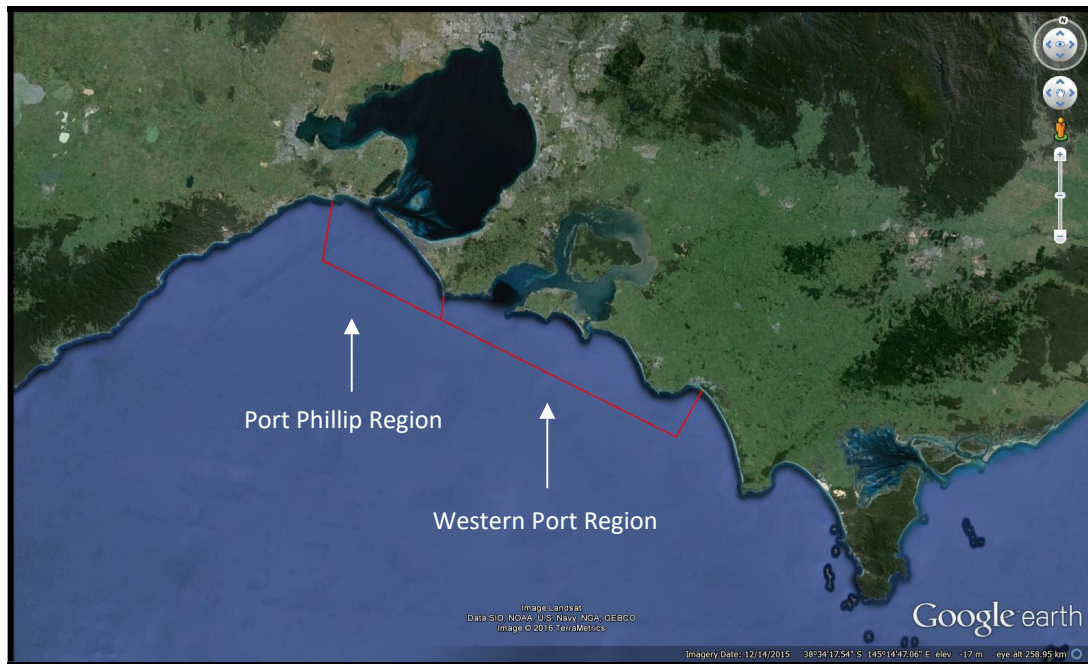 N
Port Phillip Region
Western Port Region
Image Landsat
Data SIO, NOAA, U.S. Navy, NGA, GEBCO
Image © 2016 TerraMetrics
Google earth
Imagery Date: 12/14/2015 38°34'17.54" S 145°14'47.06" E elev -17 m eye alt 258.95 km